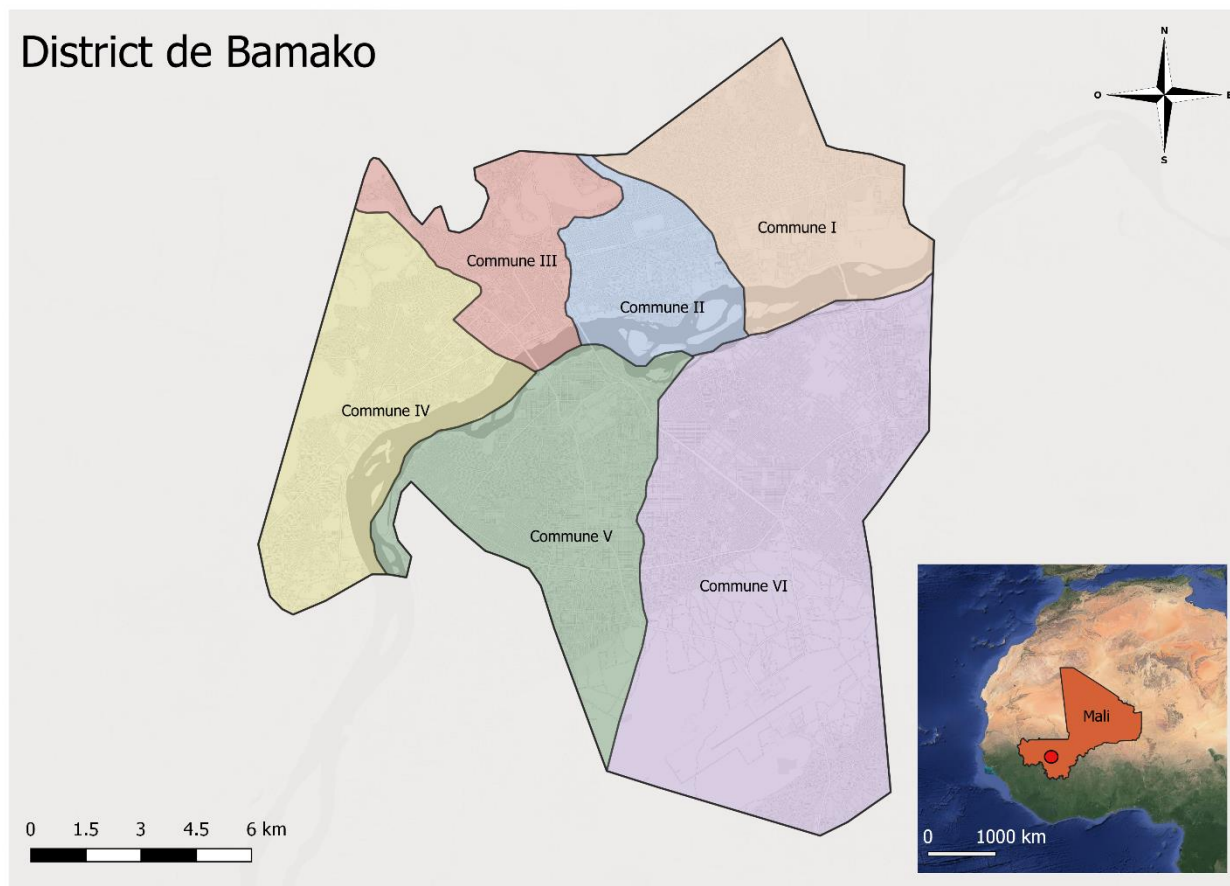 District de Bamako
N
O
E
S
Commune I
Commune III
Commune II
Commune IV
Commune V
Commune VI
Mali
0 1.5 3 4.5 6 km
0 1000 km